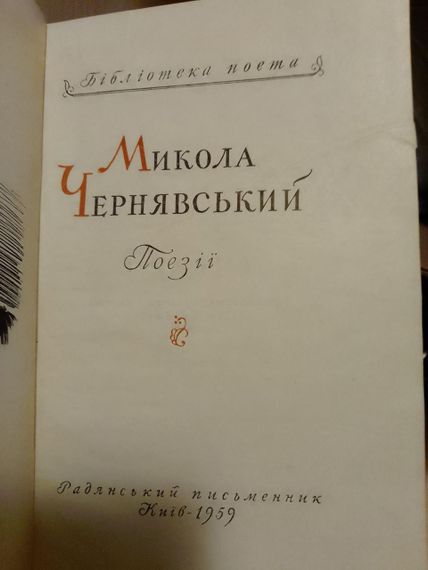 Бібліотека поета
Микола
Чернявський
Поезії
Радянський письменник
Київ-1959